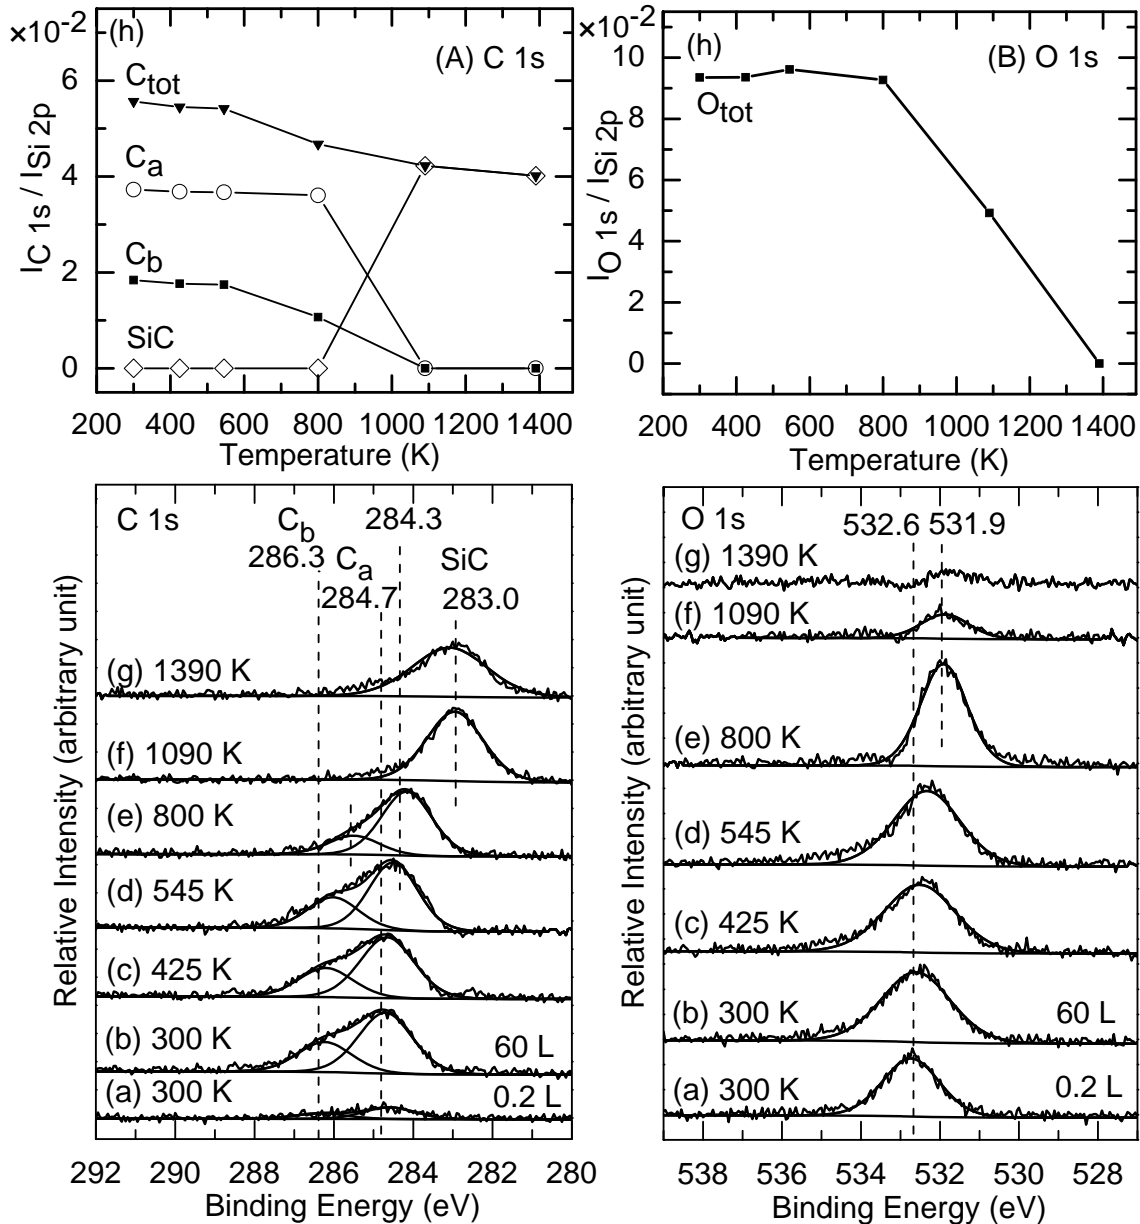 ×10⁻²
(h)
(A) C 1s
6
4
2
0
C_tot
C_a
C_b
SiC
I_C 1s / I_Si 2p
200 400 600 800 1000 1200 1400
Temperature (K)
×10⁻²
(h)
(B) O 1s
10
8
6
4
2
0
O_tot
I_O 1s / I_Si 2p
200 400 600 800 1000 1200 1400
Temperature (K)
C 1s
C_b
286.3
C_a
284.7
284.3
SiC
283.0
(g) 1390 K
(f) 1090 K
(e) 800 K
(d) 545 K
(c) 425 K
(b) 300 K 60 L
(a) 300 K 0.2 L
Relative Intensity (arbitrary unit)
292 290 288 286 284 282 280
Binding Energy (eV)
O 1s
532.6 531.9
(g) 1390 K
(f) 1090 K
(e) 800 K
(d) 545 K
(c) 425 K
(b) 300 K 60 L
(a) 300 K 0.2 L
Relative Intensity (arbitrary unit)
538 536 534 532 530 528
Binding Energy (eV)